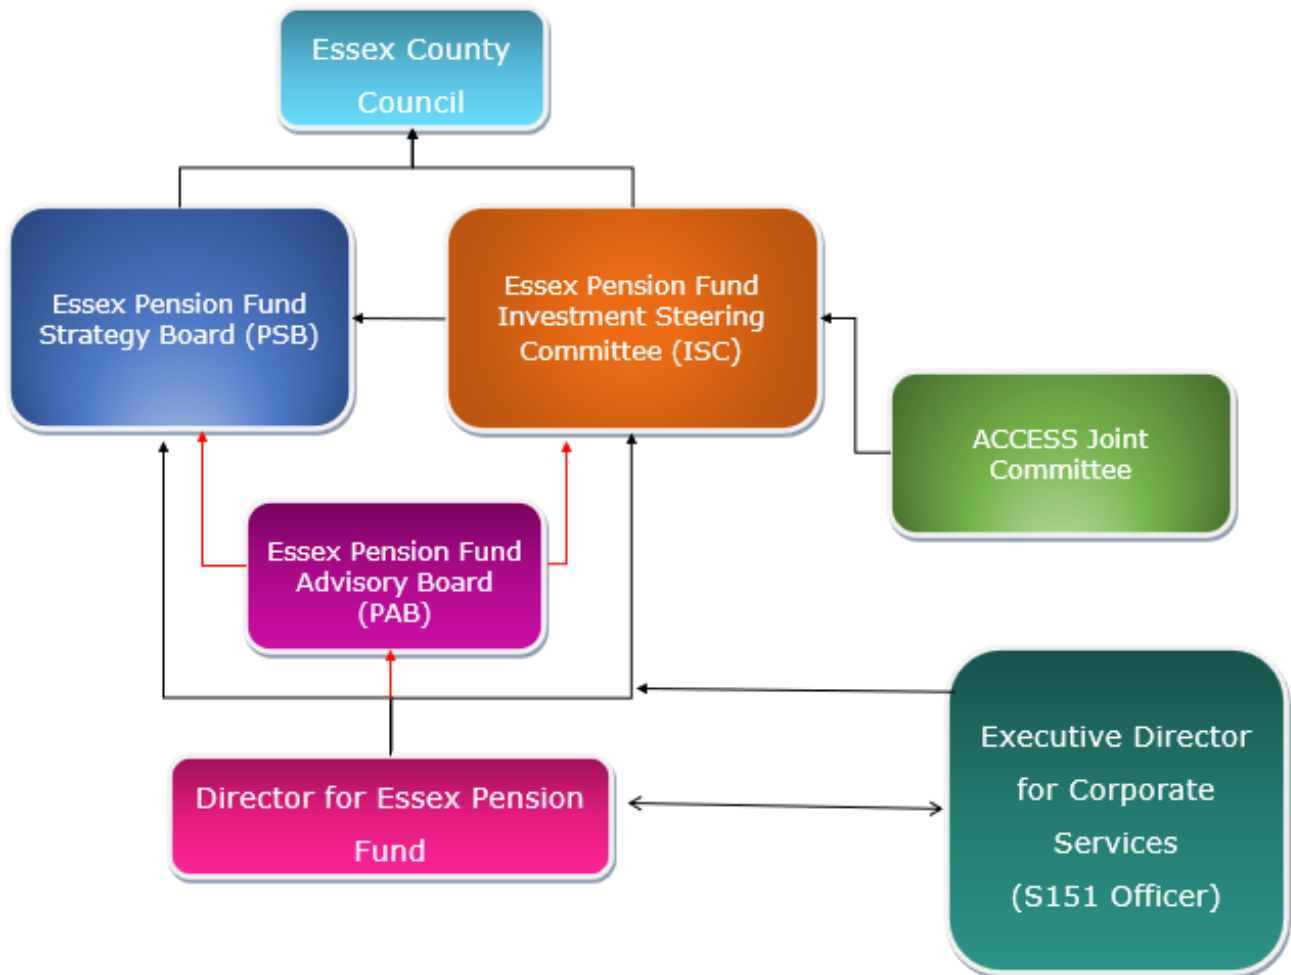 Essex County
Council
Essex Pension Fund
Strategy Board (PSB)
Essex Pension Fund
Investment Steering
Committee (ISC)
ACCESS Joint
Committee
Essex Pension Fund
Advisory Board
(PAB)
Director for Essex Pension
Fund
Executive Director
for Corporate
Services
(S151 Officer)